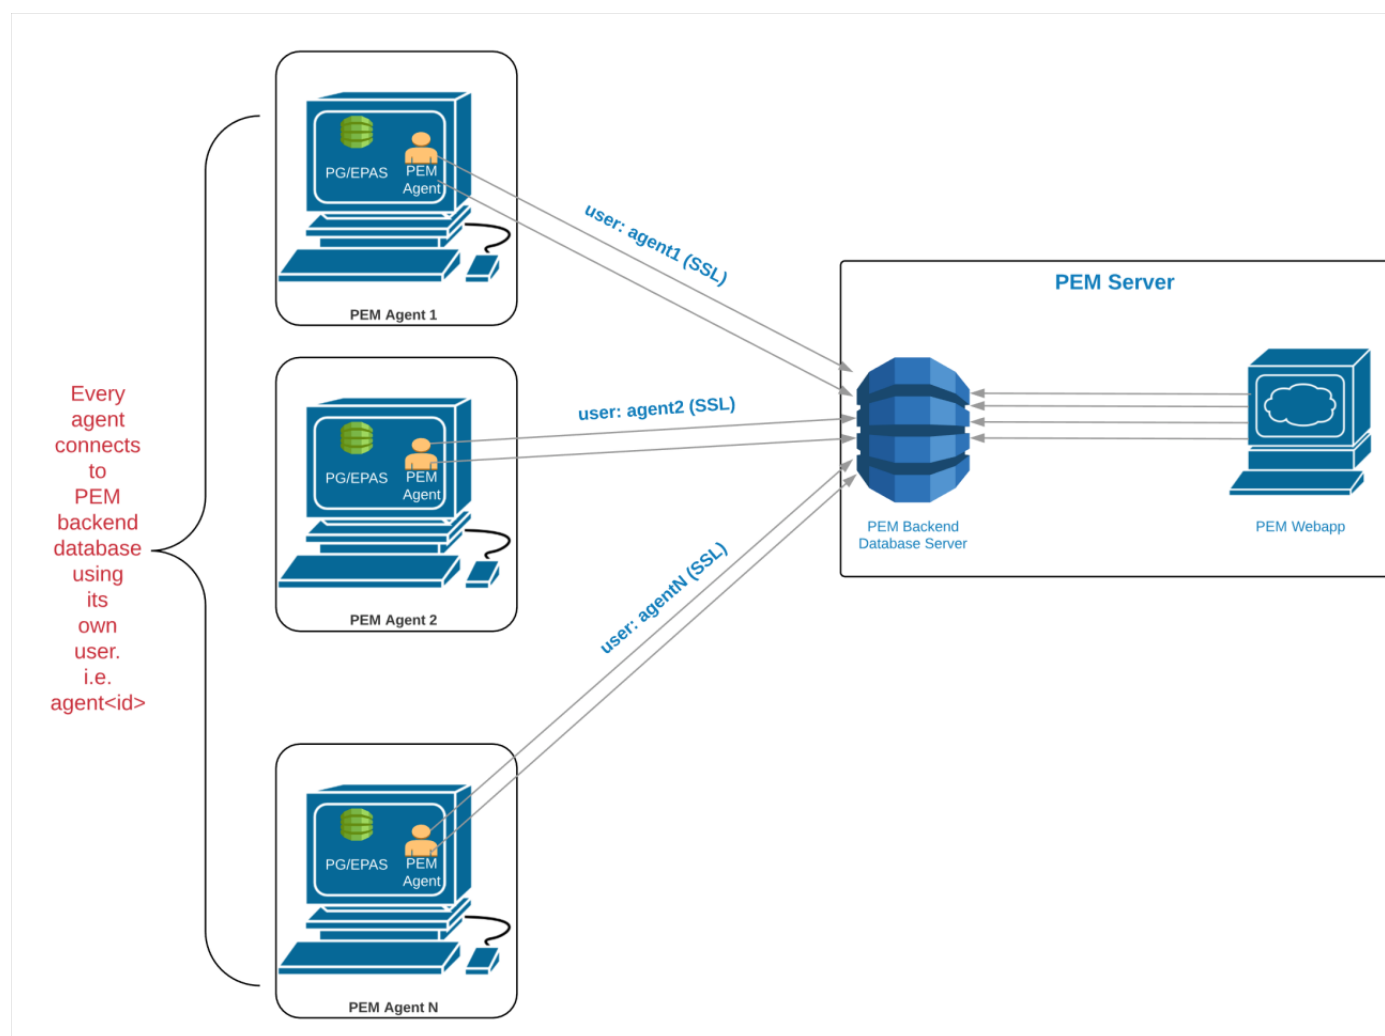 Every
agent
connects
to
PEM
backend
database
using
its
own
user.
i.e.
agent<id>
PG/EPAS
PEM
Agent
PEM Agent 1
user: agent1 (SSL)
PG/EPAS
PEM
Agent
PEM Agent 2
user: agent2 (SSL)
PG/EPAS
PEM
Agent
PEM Agent N
user: agentN (SSL)
PEM Server
PEM Backend
Database Server
PEM Webapp